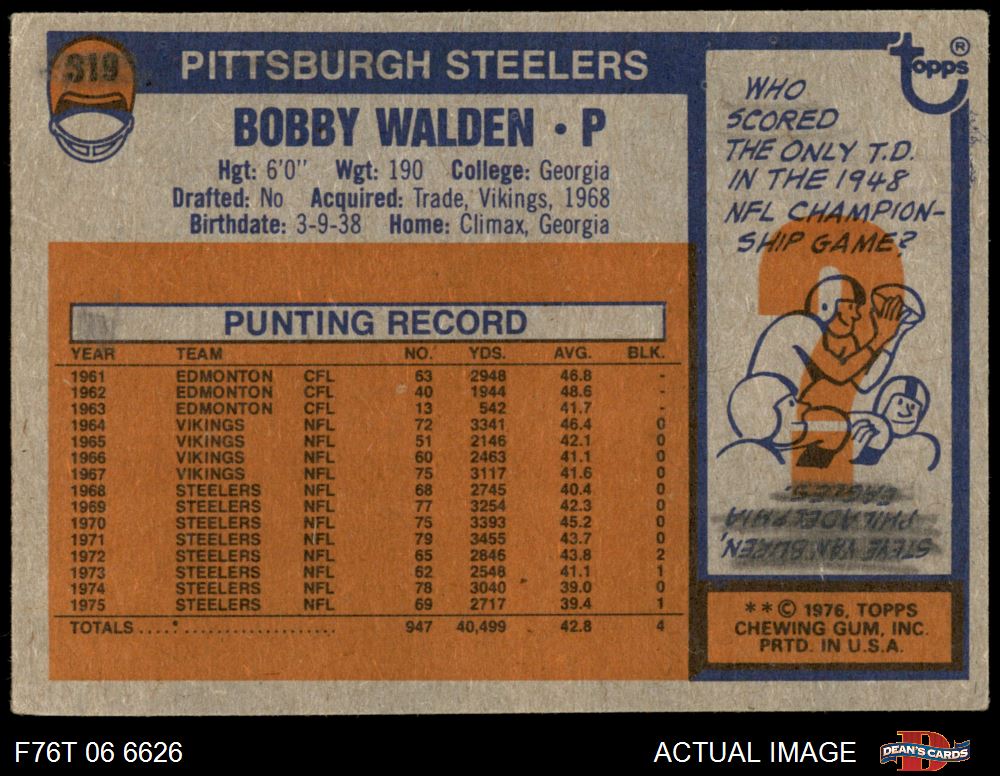 319
PITTSBURGH STEELERS
BOBBY WALDEN • P
Hgt: 6'0" Wgt: 190 College: Georgia
Drafted: No Acquired: Trade, Vikings, 1968
Birthdate: 3-9-38 Home: Climax, Georgia
PUNTING RECORD
YEAR TEAM NO. YDS. AVG. BLK.
1961 EDMONTON CFL 63 2948 46.8 -
1962 EDMONTON CFL 40 1944 48.6 -
1963 EDMONTON CFL 13 542 41.7 -
1964 VIKINGS NFL 72 3341 46.4 0
1965 VIKINGS NFL 51 2146 42.1 0
1966 VIKINGS NFL 60 2463 41.1 0
1967 VIKINGS NFL 75 3117 41.6 0
1968 STEELERS NFL 68 2745 40.4 0
1969 STEELERS NFL 77 3254 42.3 0
1970 STEELERS NFL 75 3393 45.2 0
1971 STEELERS NFL 79 3455 43.7 0
1972 STEELERS NFL 65 2846 43.8 2
1973 STEELERS NFL 62 2548 41.1 1
1974 STEELERS NFL 78 3040 39.0 0
1975 STEELERS NFL 69 2717 39.4 1
TOTALS.................... 947 40,499 42.8 4
topps ®
WHO
SCORED
THE ONLY T.D.
IN THE 1948
NFL CHAMPION-
SHIP GAME?
STEVE VAN BUREN,
PHILADELPHIA
EAGLES.
**© 1976, TOPPS
CHEWING GUM, INC.
PRTD. IN U.S.A.
F76T 06 6626
ACTUAL IMAGE
DEAN'S CARDS